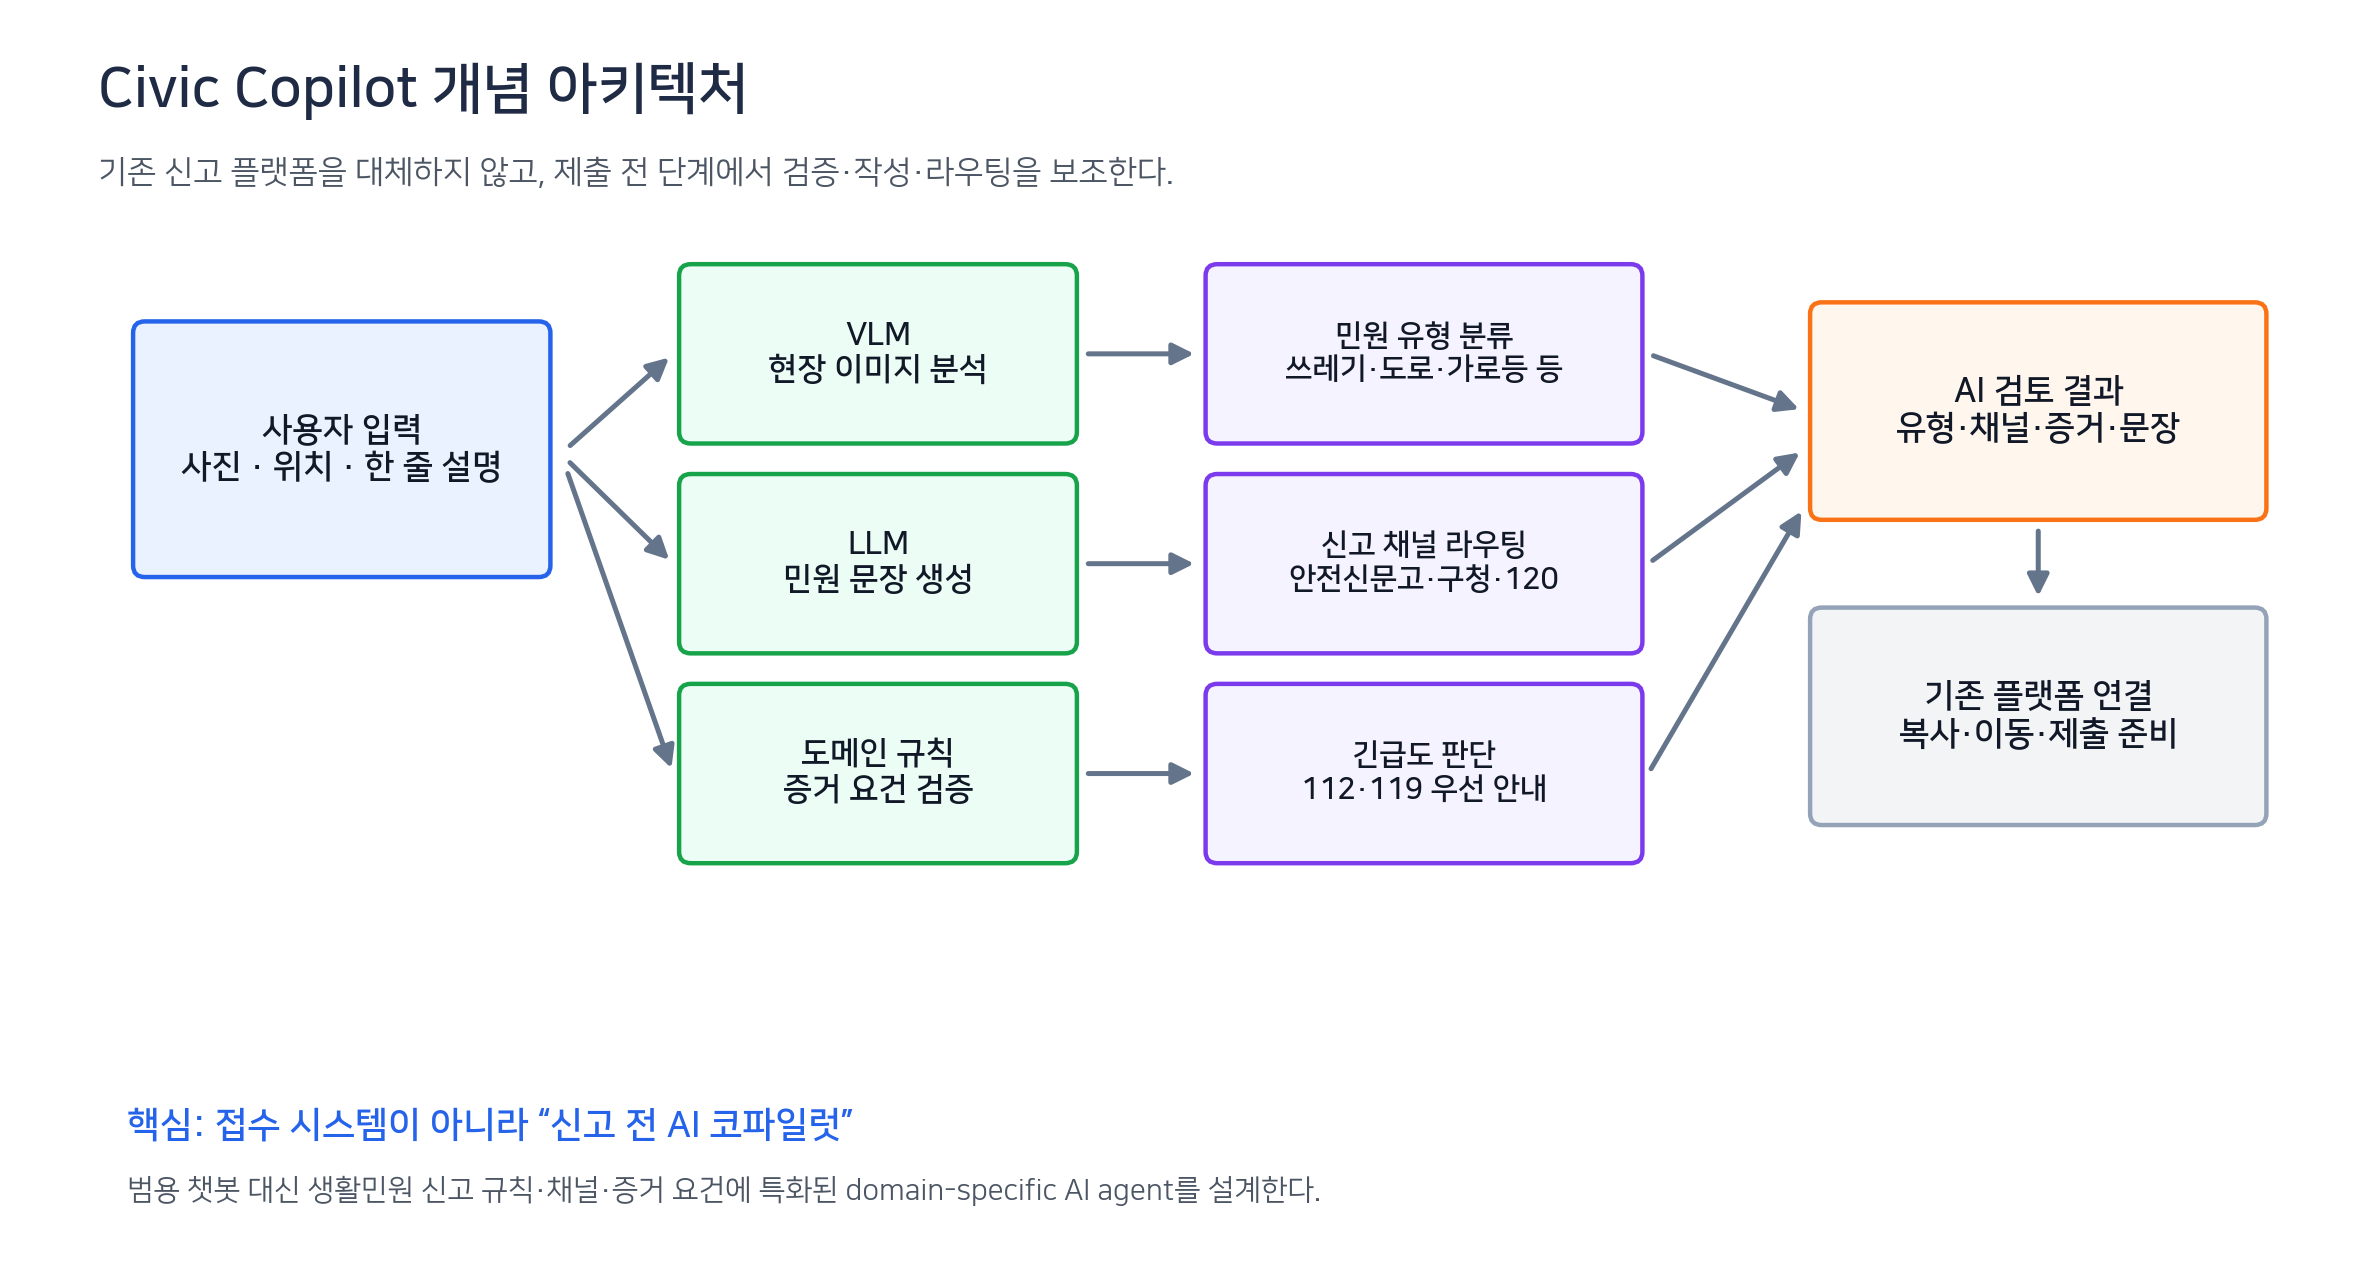 Civic Copilot 개념 아키텍처
기존 신고 플랫폼을 대체하지 않고, 제출 전 단계에서 검증·작성·라우팅을 보조한다.
사용자 입력
사진 · 위치 · 한 줄 설명
VLM
현장 이미지 분석
민원 유형 분류
쓰레기·도로·가로등 등
LLM
민원 문장 생성
신고 채널 라우팅
안전신문고·구청·120
도메인 규칙
증거 요건 검증
긴급도 판단
112·119 우선 안내
AI 검토 결과
유형·채널·증거·문장
기존 플랫폼 연결
복사·이동·제출 준비
핵심: 접수 시스템이 아니라 “신고 전 AI 코파일럿”
범용 챗봇 대신 생활민원 신고 규칙·채널·증거 요건에 특화된 domain-specific AI agent를 설계한다.